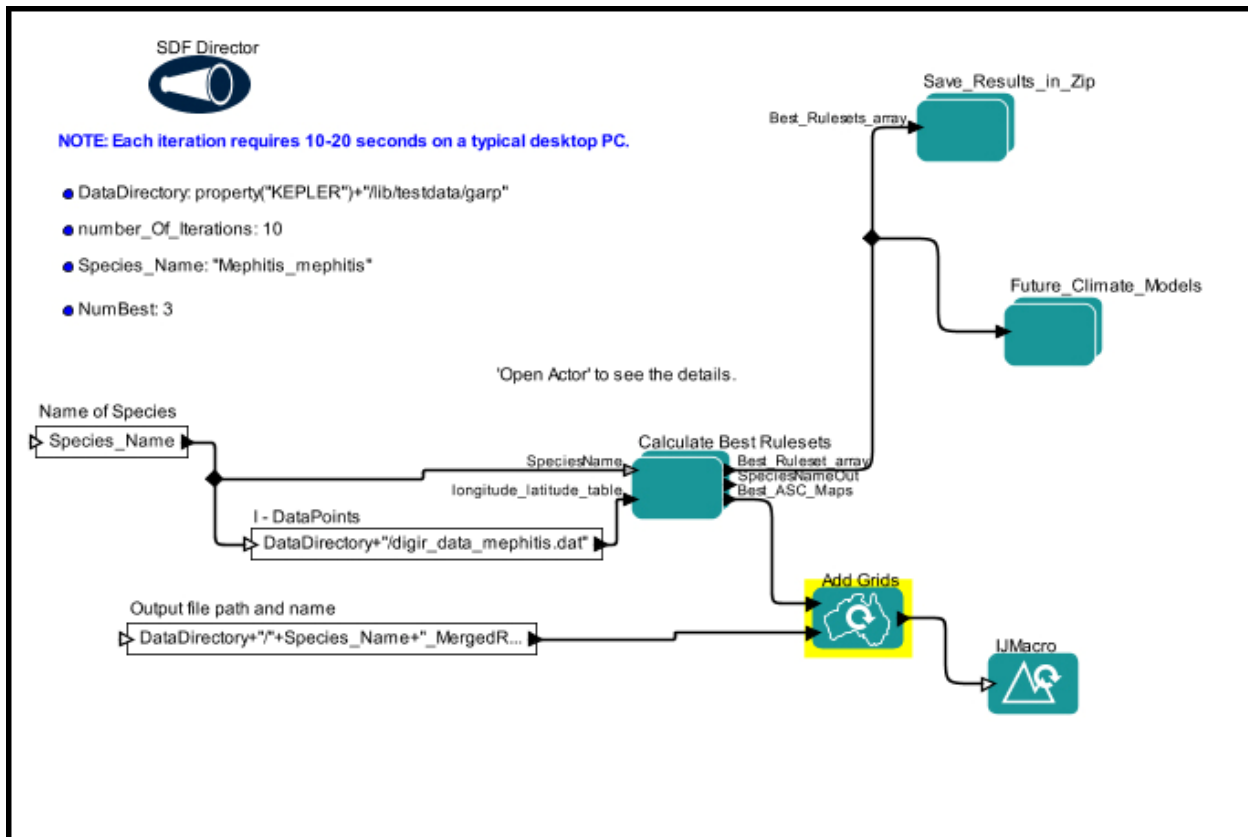 SDF Director
NOTE: Each iteration requires 10-20 seconds on a typical desktop PC.
DataDirectory: property("KEPLER")+"/lib/testdata/garp"
number_Of_Iterations: 10
Species_Name: "Mephitis_mephitis"
NumBest: 3
Save_Results_in_Zip
Best_Rulesets_array
Future_Climate_Models
'Open Actor' to see the details.
Name of Species
Species_Name
Calculate Best Rulesets
SpeciesName
longitude_latitude_table
Best_Ruleset_array
SpeciesNameOut
Best_ASC_Maps
I - DataPoints
DataDirectory+"/digir_data_mephitis.dat"
Output file path and name
DataDirectory+"/"+Species_Name+"_MergedR...
Add Grids
IJMacro